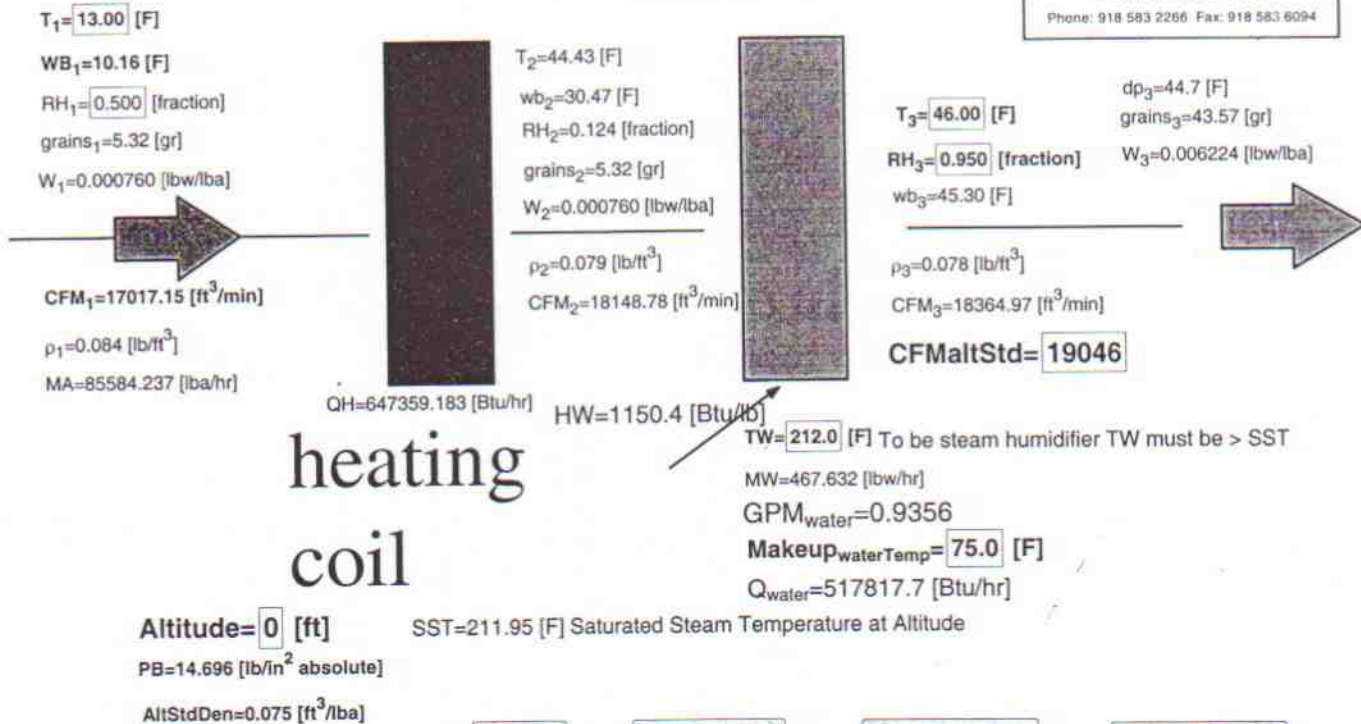 Phone: 918 583 2266 Fax: 918 583 6094
T₁= 13.00 [F]
WB₁=10.16 [F]
RH₁= 0.500 [fraction]
grains₁=5.32 [gr]
W₁=0.000760 [lbw/lba]
CFM₁=17017.15 [ft³/min]
ρ₁=0.084 [lb/ft³]
MA=85584.237 [lba/hr]
T₂=44.43 [F]
wb₂=30.47 [F]
RH₂=0.124 [fraction]
grains₂=5.32 [gr]
W₂=0.000760 [lbw/lba]
ρ₂=0.079 [lb/ft³]
CFM₂=18148.78 [ft³/min]
T₃= 46.00 [F]
RH₃= 0.950 [fraction]
wb₃=45.30 [F]
dp₃=44.7 [F]
grains₃=43.57 [gr]
W₃=0.006224 [lbw/lba]
ρ₃=0.078 [lb/ft³]
CFM₃=18364.97 [ft³/min]
CFMaltStd= 19046
QH=647359.183 [Btu/hr]
HW=1150.4 [Btu/lb]
heating
coil
TW= 212.0 [F] To be steam humidifier TW must be > SST
MW=467.632 [lbw/hr]
GPMwater=0.9356
MakeupwaterTemp= 75.0 [F]
Qwater=517817.7 [Btu/hr]
Altitude= 0 [ft]
SST=211.95 [F] Saturated Steam Temperature at Altitude
PB=14.696 [lb/in² absolute]
AltStdDen=0.075 [ft³/lba]